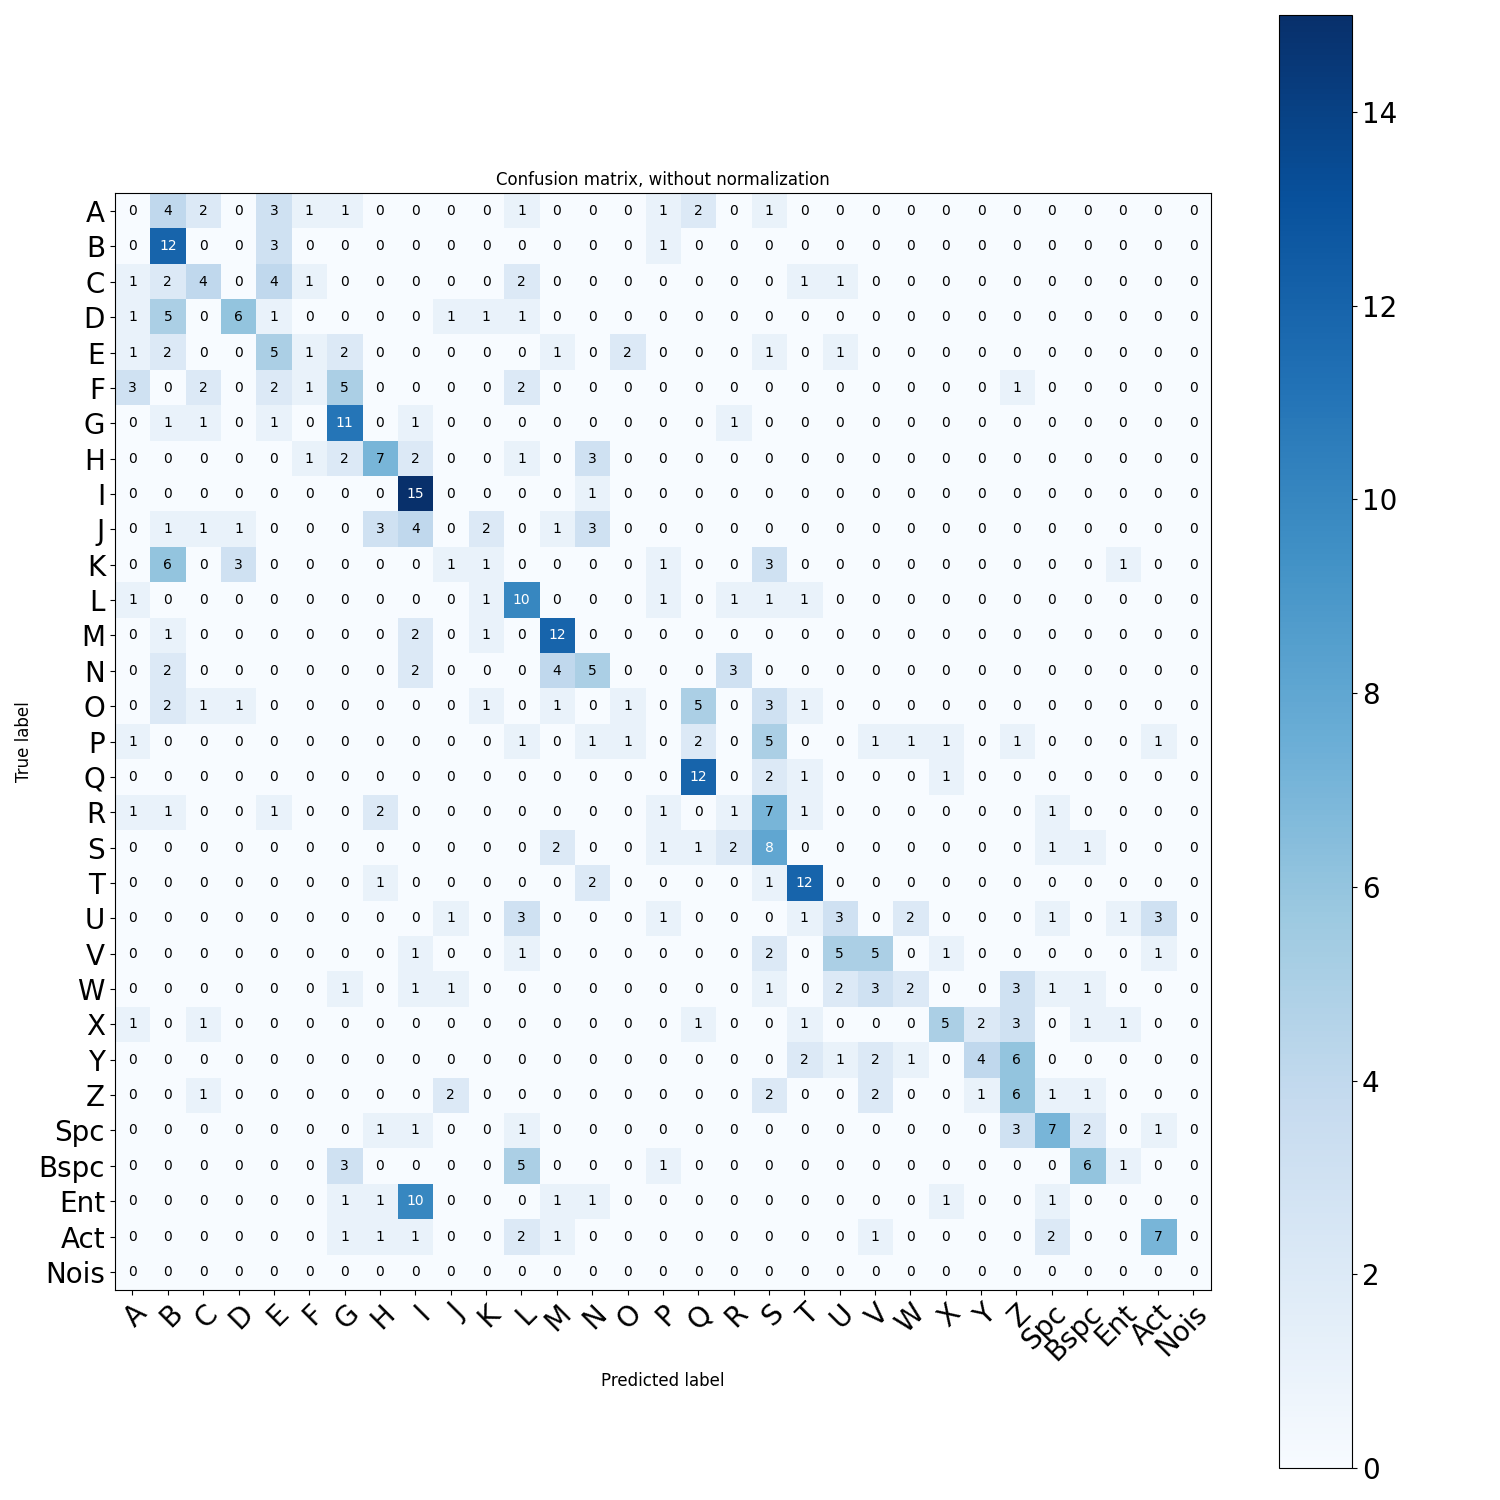 Confusion matrix, without normalization
A 0 4 2 0 3 1 1 0 0 0 0 1 0 0 0 1 2 0 1 0 0 0 0 0 0 0 0 0 0 0 0
B 0 12 0 0 3 0 0 0 0 0 0 0 0 0 0 1 0 0 0 0 0 0 0 0 0 0 0 0 0 0 0
C 1 2 4 0 4 1 0 0 0 0 0 2 0 0 0 0 0 0 0 1 1 0 0 0 0 0 0 0 0 0 0
D 1 5 0 6 1 0 0 0 0 1 1 1 0 0 0 0 0 0 0 0 0 0 0 0 0 0 0 0 0 0 0
E 1 2 0 0 5 1 2 0 0 0 0 0 1 0 2 0 0 0 1 0 1 0 0 0 0 0 0 0 0 0 0
F 3 0 2 0 2 1 5 0 0 0 0 2 0 0 0 0 0 0 0 0 0 0 0 0 0 1 0 0 0 0 0
G 0 1 1 0 1 0 11 0 1 0 0 0 0 0 0 0 0 1 0 0 0 0 0 0 0 0 0 0 0 0 0
H 0 0 0 0 0 1 2 7 2 0 0 1 0 3 0 0 0 0 0 0 0 0 0 0 0 0 0 0 0 0 0
I 0 0 0 0 0 0 0 0 15 0 0 0 0 1 0 0 0 0 0 0 0 0 0 0 0 0 0 0 0 0 0
J 0 1 1 1 0 0 0 3 4 0 2 0 1 3 0 0 0 0 0 0 0 0 0 0 0 0 0 0 0 0 0
K 0 6 0 3 0 0 0 0 0 1 1 0 0 0 0 1 0 0 3 0 0 0 0 0 0 0 0 0 1 0 0
L 1 0 0 0 0 0 0 0 0 0 1 10 0 0 0 1 0 1 1 1 0 0 0 0 0 0 0 0 0 0 0
M 0 1 0 0 0 0 0 0 2 0 1 0 12 0 0 0 0 0 0 0 0 0 0 0 0 0 0 0 0 0 0
N 0 2 0 0 0 0 0 0 2 0 0 0 4 5 0 0 0 3 0 0 0 0 0 0 0 0 0 0 0 0 0
O 0 2 1 1 0 0 0 0 0 0 1 0 1 0 1 0 5 0 3 1 0 0 0 0 0 0 0 0 0 0 0
P 1 0 0 0 0 0 0 0 0 0 0 1 0 1 1 0 2 0 5 0 0 1 1 1 0 1 0 0 0 1 0
Q 0 0 0 0 0 0 0 0 0 0 0 0 0 0 0 0 12 0 2 1 0 0 0 1 0 0 0 0 0 0 0
R 1 1 0 0 1 0 0 2 0 0 0 0 0 0 0 1 0 1 7 1 0 0 0 0 0 0 1 0 0 0 0
S 0 0 0 0 0 0 0 0 0 0 0 0 2 0 0 1 1 2 8 0 0 0 0 0 0 0 1 1 0 0 0
T 0 0 0 0 0 0 0 1 0 0 0 0 0 2 0 0 0 0 1 12 0 0 0 0 0 0 0 0 0 0 0
U 0 0 0 0 0 0 0 0 0 1 0 3 0 0 0 1 0 0 0 1 3 0 2 0 0 0 1 0 1 3 0
V 0 0 0 0 0 0 0 0 1 0 0 1 0 0 0 0 0 0 2 0 5 5 0 1 0 0 0 0 0 1 0
W 0 0 0 0 0 0 1 0 1 1 0 0 0 0 0 0 0 0 1 0 2 3 2 0 0 3 1 1 0 0 0
X 1 0 1 0 0 0 0 0 0 0 0 0 0 0 0 0 1 0 0 1 0 0 0 5 2 3 0 1 1 0 0
Y 0 0 0 0 0 0 0 0 0 0 0 0 0 0 0 0 0 0 0 2 1 2 1 0 4 6 0 0 0 0 0
Z 0 0 1 0 0 0 0 0 0 2 0 0 0 0 0 0 0 0 2 0 0 2 0 0 1 6 1 1 0 0 0
Spc 0 0 0 0 0 0 0 1 1 0 0 1 0 0 0 0 0 0 0 0 0 0 0 0 0 3 7 2 0 1 0
Bspc 0 0 0 0 0 0 3 0 0 0 0 5 0 0 0 1 0 0 0 0 0 0 0 0 0 0 0 6 1 0 0
Ent 0 0 0 0 0 0 1 1 10 0 0 0 1 1 0 0 0 0 0 0 0 0 0 1 0 0 1 0 0 0 0
Act 0 0 0 0 0 0 1 1 1 0 0 2 1 0 0 0 0 0 0 0 0 1 0 0 0 0 2 0 0 7 0
Nois 0 0 0 0 0 0 0 0 0 0 0 0 0 0 0 0 0 0 0 0 0 0 0 0 0 0 0 0 0 0 0
A B C D E F G H I J K L M N O P Q R S T U V W X Y Z Spc Bspc Ent Act Nois
Predicted label
True label
14
12
10
8
6
4
2
0